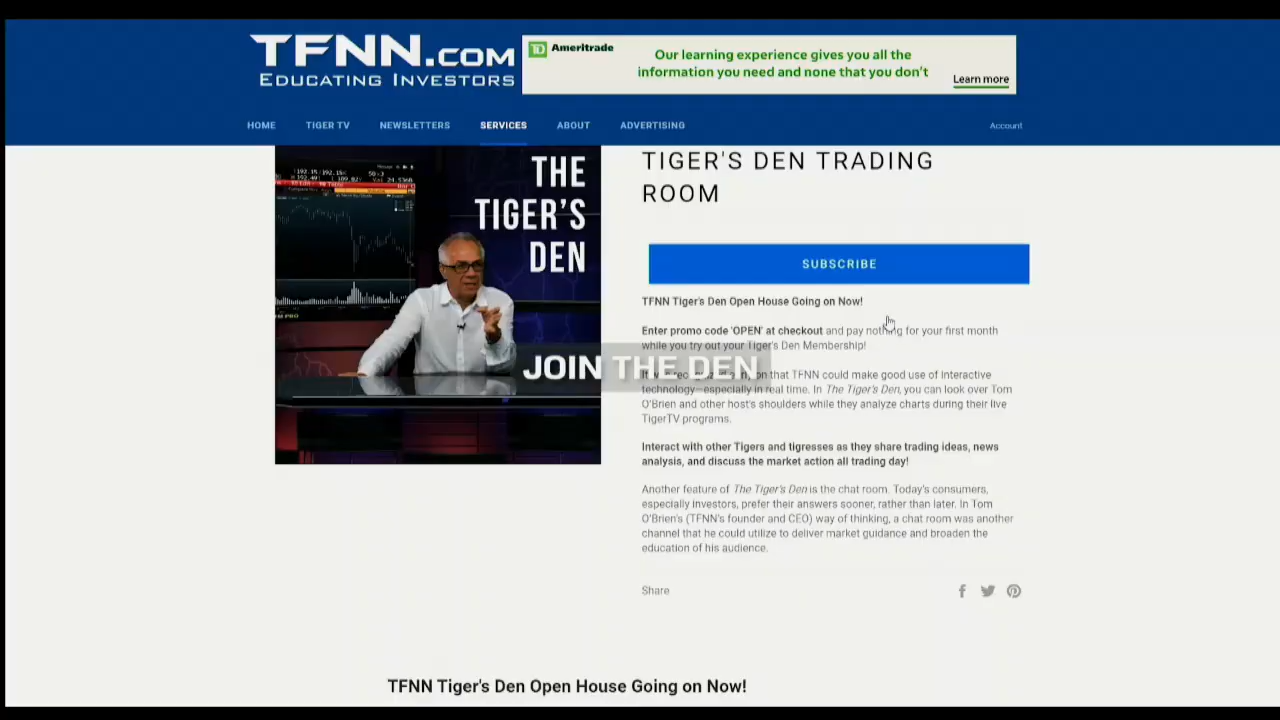 TFNN.COM
EDUCATING INVESTORS
TD Ameritrade
Our learning experience gives you all the
information you need and none that you don't
Learn more
HOME TIGER TV NEWSLETTERS SERVICES ABOUT ADVERTISING Account
THE
TIGER'S
DEN
TIGER'S DEN TRADING
ROOM
SUBSCRIBE
TFNN Tiger's Den Open House Going on Now!
Enter promo code 'OPEN' at checkout and pay nothing for your first month
while you try out your Tiger's Den Membership!
JOIN THE DEN
that TFNN could make good use of Interactive
technology—especially in real time. In The Tiger's Den, you can look over Tom
O'Brien and other host's shoulders while they analyze charts during their live
TigerTV programs.
Interact with other Tigers and tigresses as they share trading ideas, news
analysis, and discuss the market action all trading day!
Another feature of The Tiger's Den is the chat room. Today's consumers,
especially investors, prefer their answers sooner, rather than later. In Tom
O'Brien's (TFNN's founder and CEO) way of thinking, a chat room was another
channel that he could utilize to deliver market guidance and broaden the
education of his audience.
Share
TFNN Tiger's Den Open House Going on Now!